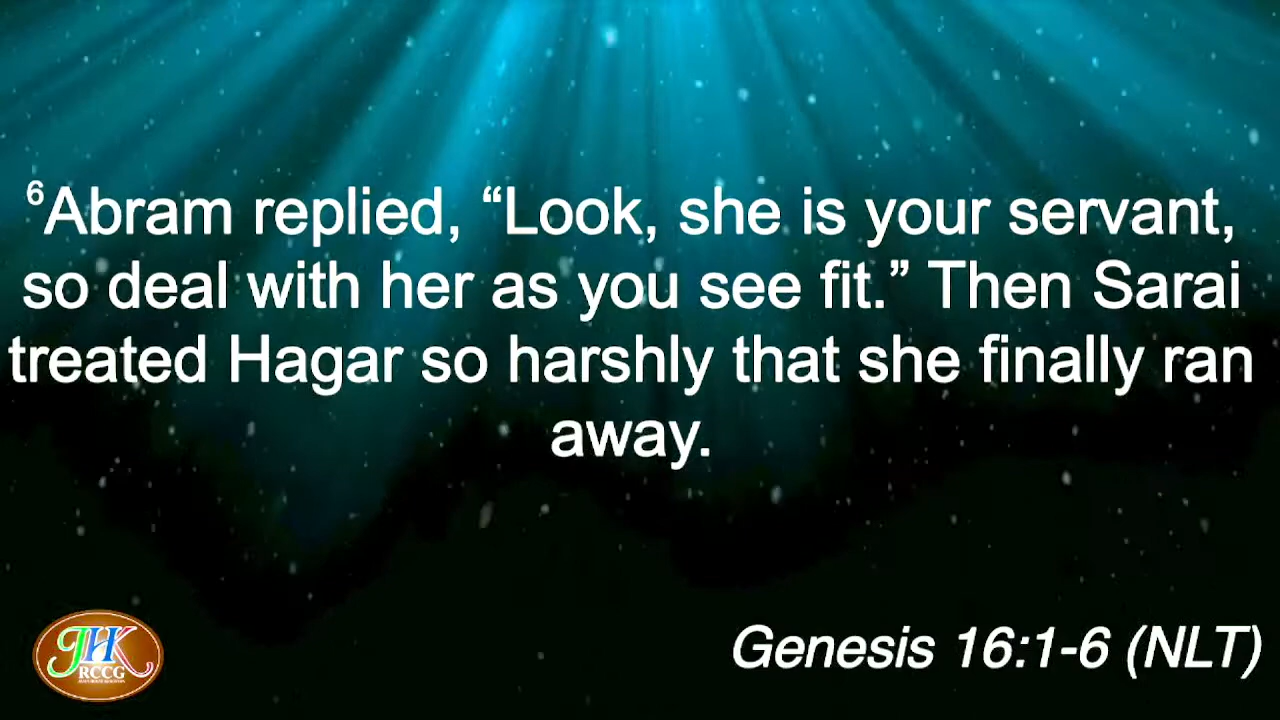 ⁶Abram replied, “Look, she is your servant,
so deal with her as you see fit.” Then Sarai
treated Hagar so harshly that she finally ran
away.
Genesis 16:1-6 (NLT)
JHK
RCCG